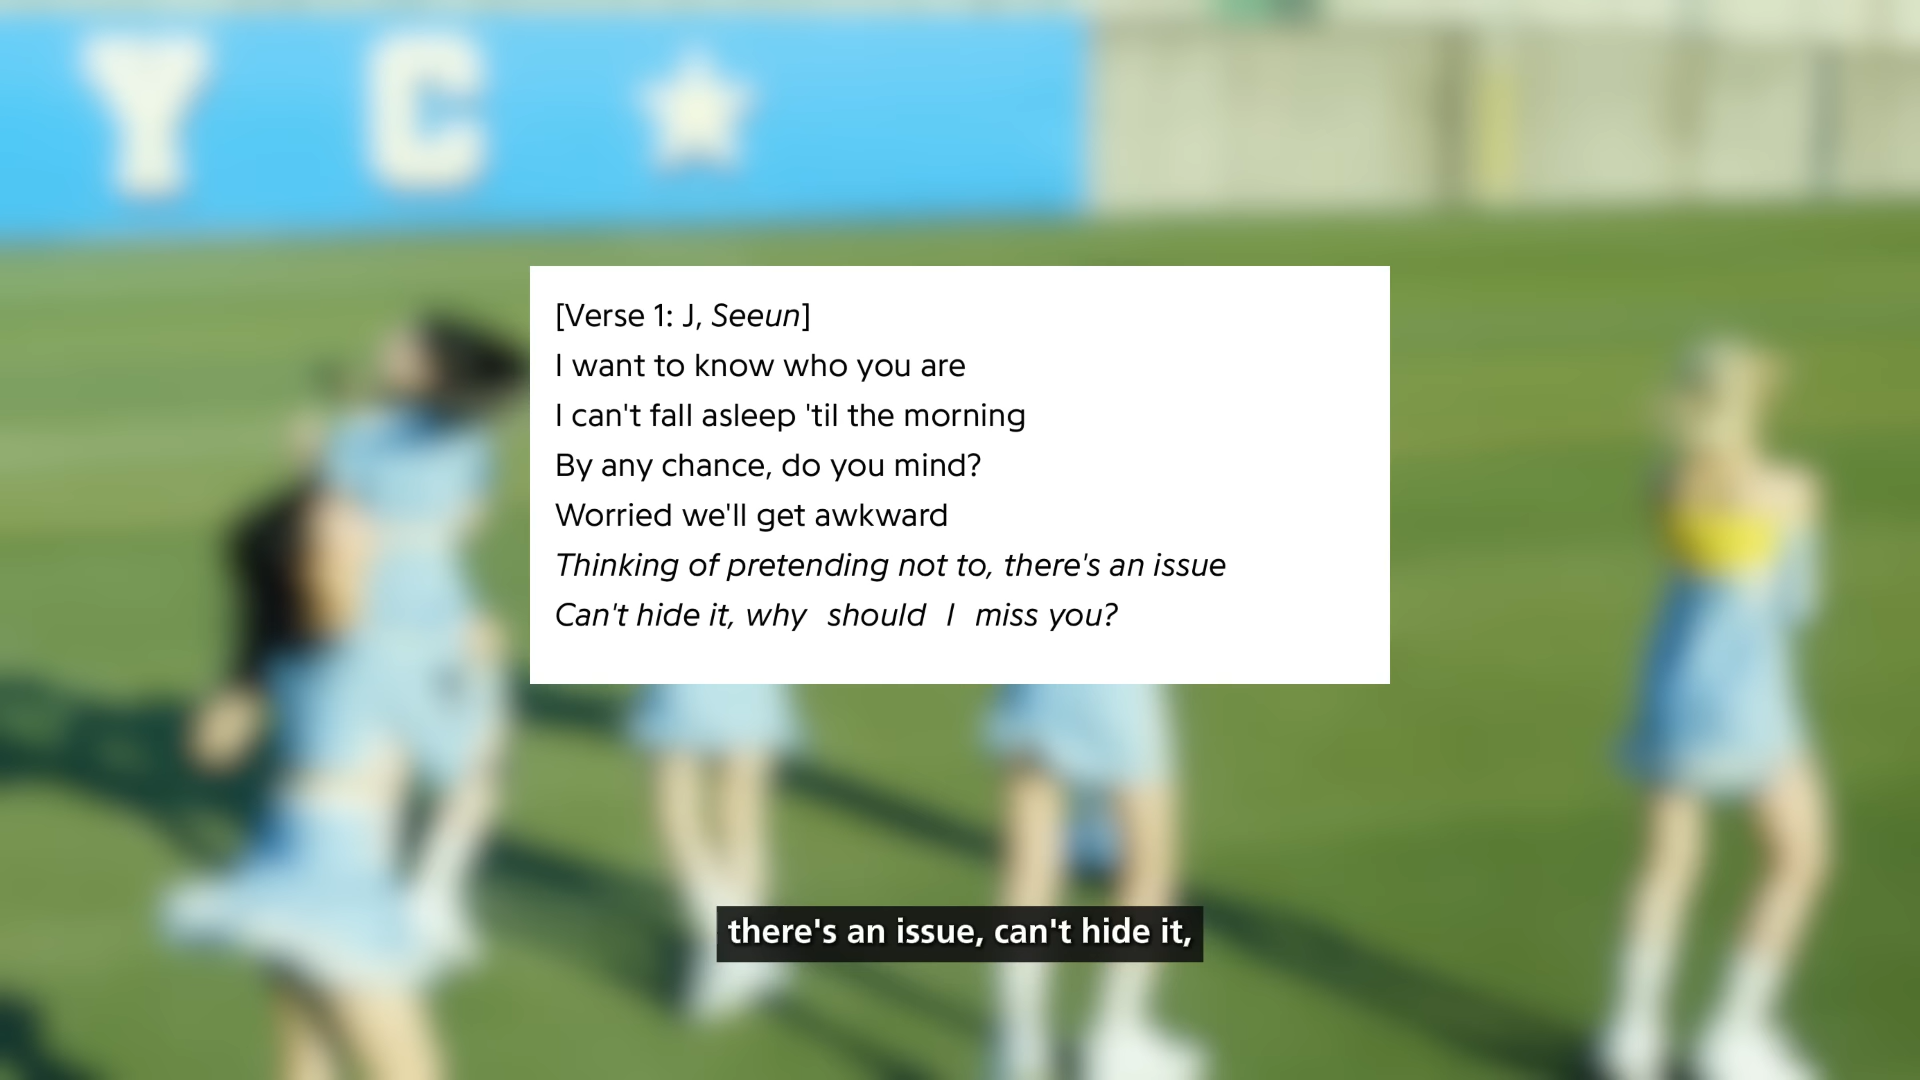 Y C
[Verse 1: J, Seeun]
I want to know who you are
I can't fall asleep 'til the morning
By any chance, do you mind?
Worried we'll get awkward
Thinking of pretending not to, there's an issue
Can't hide it, why should I miss you?
there's an issue, can't hide it,